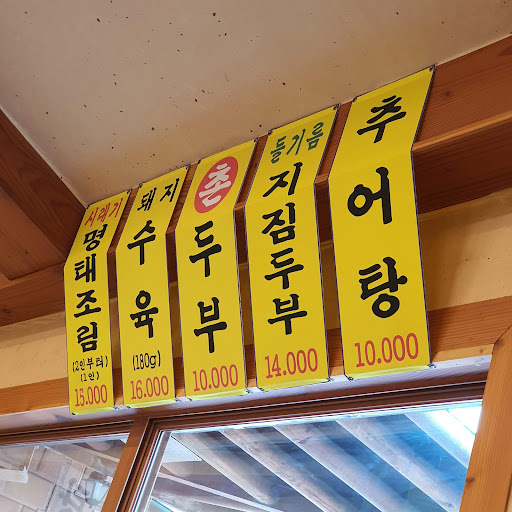 시래기
명태조림
(2인부터)
(1인)
15.000
돼지
수육
(180g)
16.000
촌
두부
10.000
들기름
지짐두부
14.000
추어탕
10.000